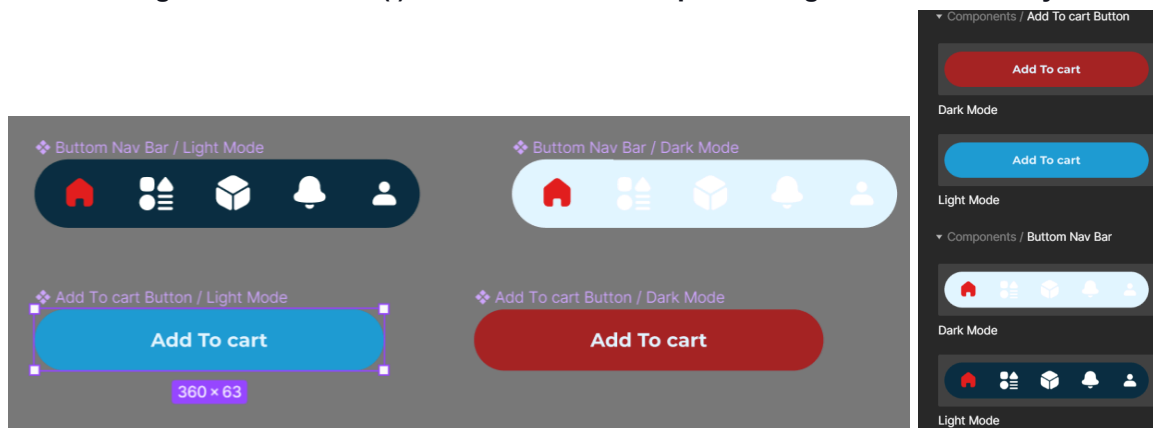 Components / Add To cart Button
Add To cart
Dark Mode
Add To cart
Light Mode
Components / Buttom Nav Bar
Dark Mode
Light Mode
Buttom Nav Bar / Light Mode
Buttom Nav Bar / Dark Mode
Add To cart Button / Light Mode
Add To cart Button / Dark Mode
Add To cart
Add To cart
360 × 63